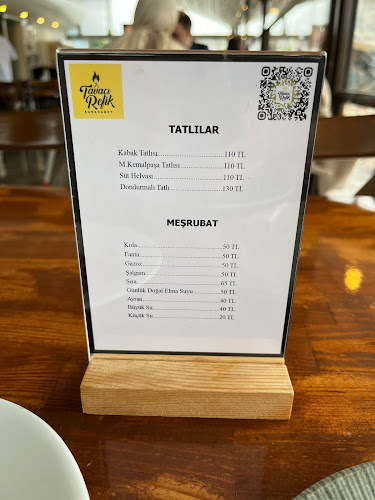 Tavacı
Refik
KARACABEY
TATLILAR
Kabak Tatlısı..............................110 TL
M.Kemalpaşa Tatlısı....................110 TL
Süt Helvası................................110 TL
Dondurmalı Tatlı........................130 TL
MEŞRUBAT
Kola........................................50 TL
Fanta.......................................50 TL
Gazoz......................................50 TL
Şalgam.....................................50 TL
Şıra.........................................65 TL
Günlük Doğal Elma Suyu............50 TL
Ayran.......................................40 TL
Büyük Su..................................40 TL
Küçük Su..................................20 TL